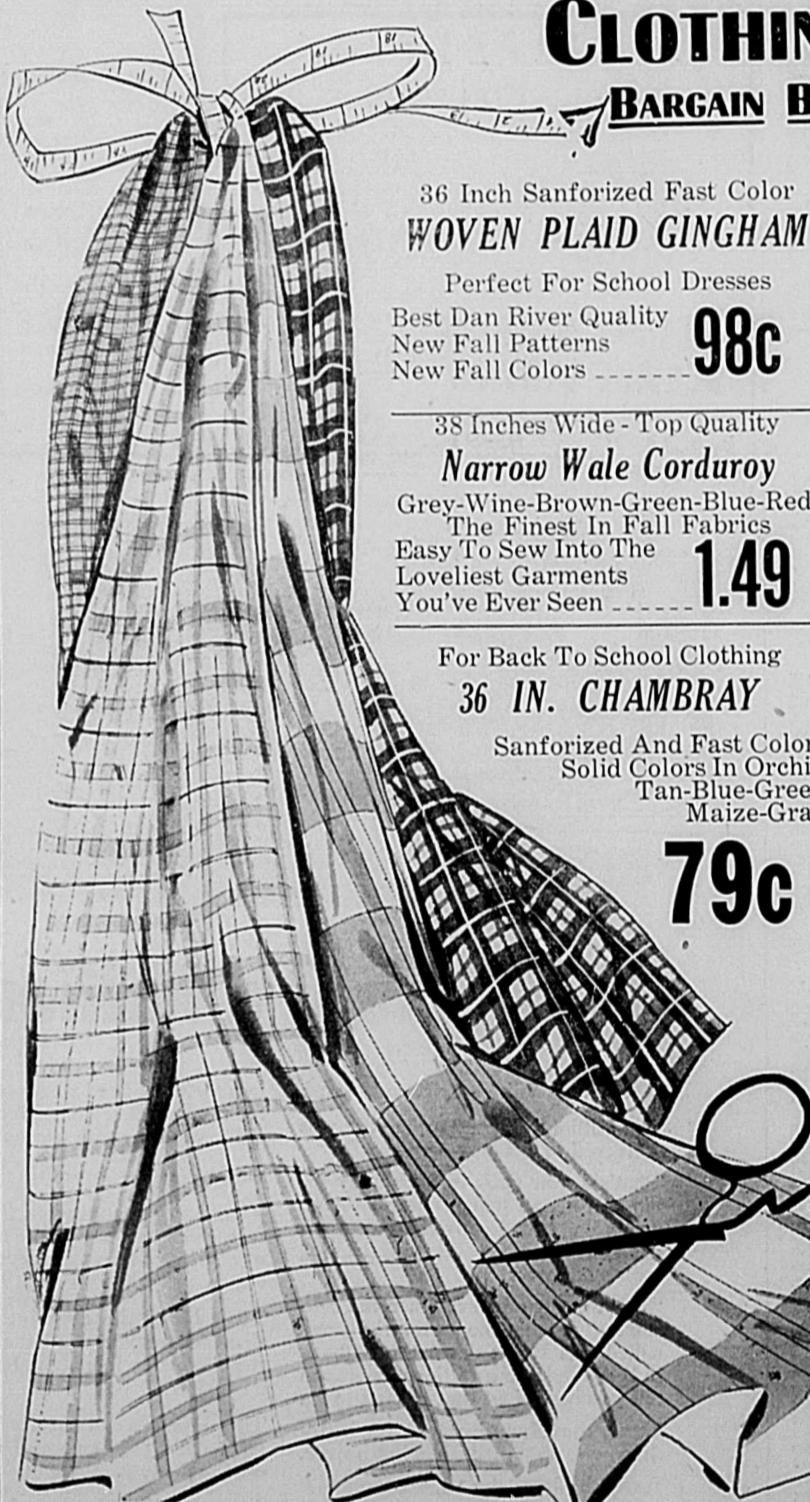 CLOTHIN
BARGAIN B
36 Inch Sanforized Fast Color
WOVEN PLAID GINGHAM
Perfect For School Dresses
Best Dan River Quality
New Fall Patterns
New Fall Colors ------- 98c
38 Inches Wide - Top Quality
Narrow Wale Corduroy
Grey-Wine-Brown-Green-Blue-Red
The Finest In Fall Fabrics
Easy To Sew Into The
Loveliest Garments
You've Ever Seen ------ 1.49
For Back To School Clothing
36 IN. CHAMBRAY
Sanforized And Fast Color
Solid Colors In Orchi
Tan-Blue-Gree
Maize-Gra
79c